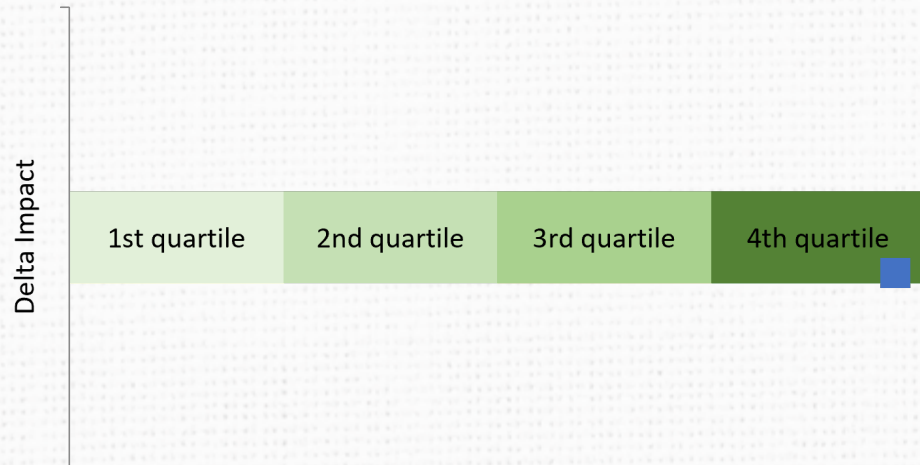 Delta Impact
1st quartile
2nd quartile
3rd quartile
4th quartile